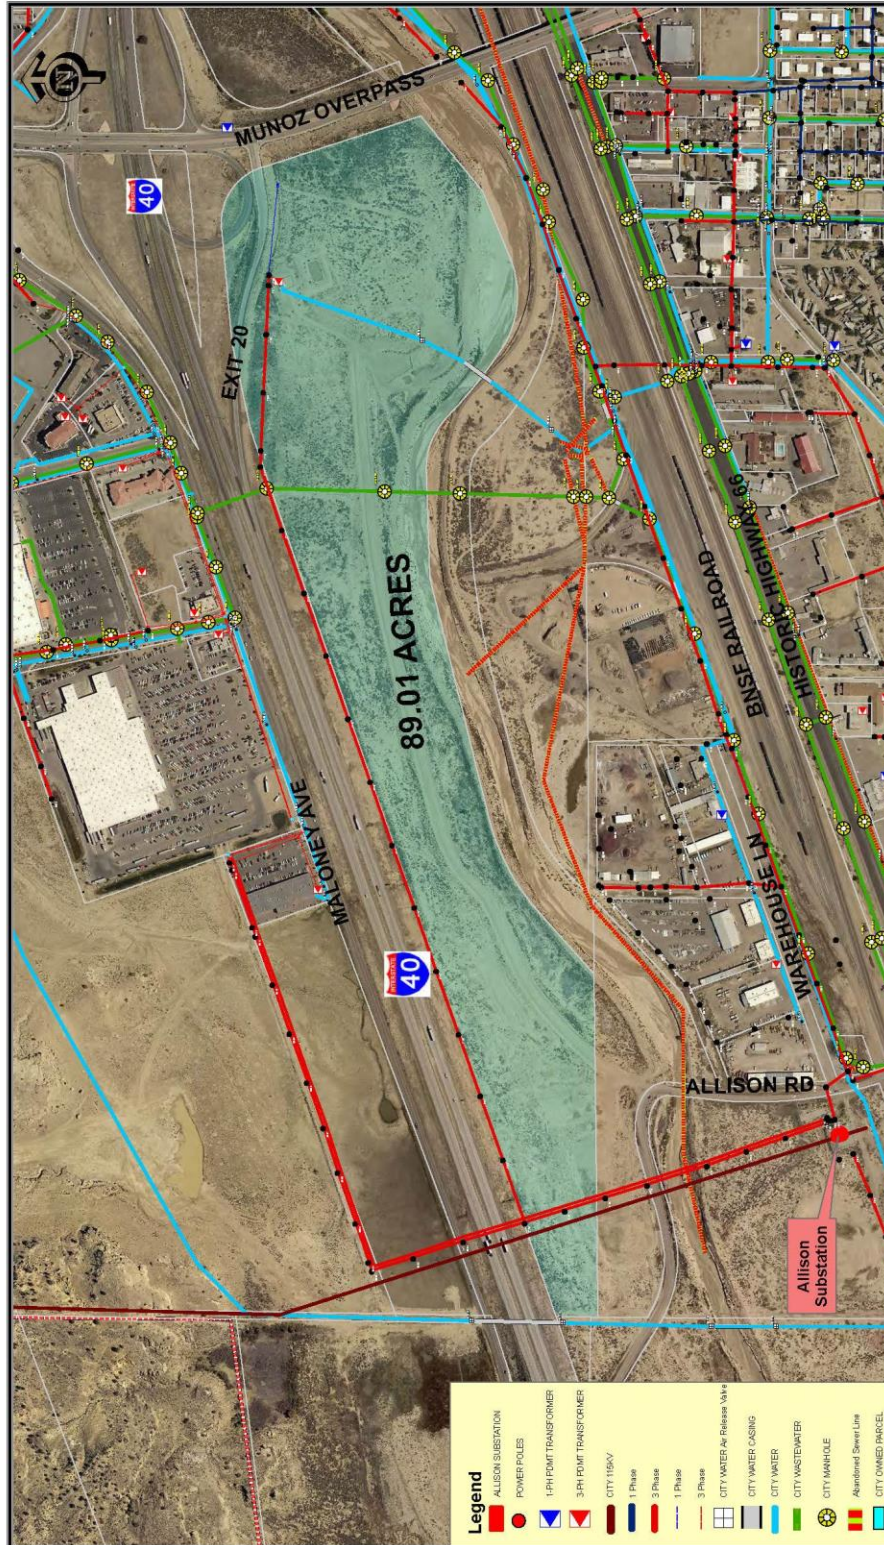 N
MUNOZ OVERPASS
40
EXIT 20
89.01 ACRES
MALONEY AVE
INTERSTATE
40
BNSF RAILROAD
HISTORIC HIGHWAY 66
WAREHOUSE LN
ALLISON RD
Allison
Substation
Legend
ALLISON SUBSTATION
POWER POLES
1-PH PDMT TRANSFORMER
3-PH PDMT TRANSFORMER
CITY 115KV
1 Phase
3 Phase
1 Phase
3 Phase
CITY WATER Air Release Valve
CITY WATER CASING
CITY WATER
CITY WASTEWATER
CITY MANHOLE
Abandoned Sewer Line
CITY OWNED PARCEL